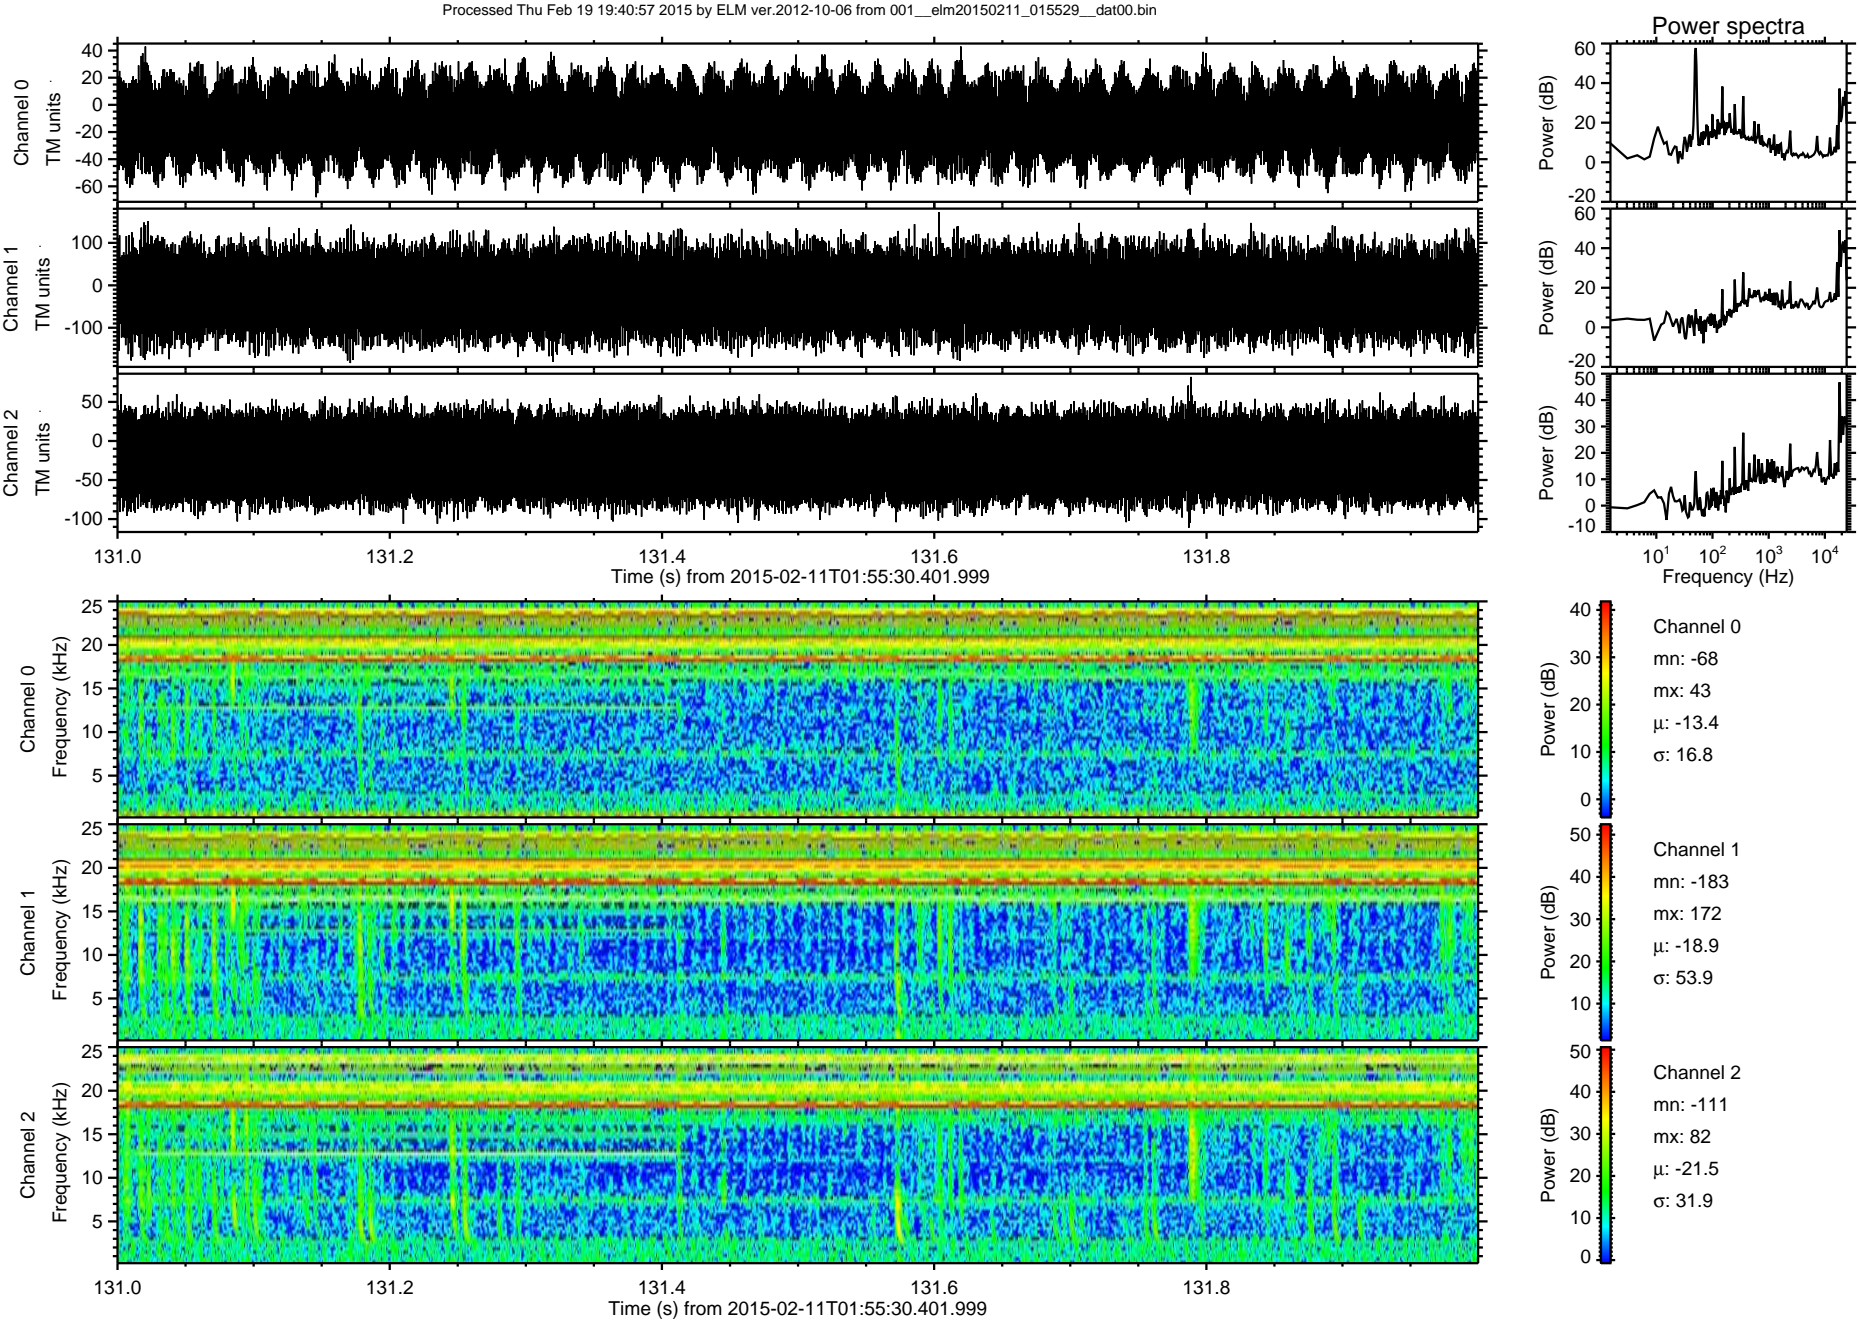 Processed Thu Feb 19 19:40:57 2015 by ELM ver.2012-10-06 from 001__elm20150211_015529__dat00.bin
Power spectra
Channel 0
TM units
40
20
0
-20
-40
-60
Power (dB)
60
40
20
0
-20
Channel 1
TM units
100
0
-100
Power (dB)
60
40
20
0
-20
Channel 2
TM units
50
0
-50
-100
Power (dB)
50
40
30
20
10
0
-10
131.0 131.2 131.4 131.6 131.8
Time (s) from 2015-02-11T01:55:30.401.999
10¹ 10² 10³ 10⁴
Frequency (Hz)
Channel 0
Frequency (kHz)
25
20
15
10
5
Power (dB)
40
30
20
10
0
Channel 0
mn: -68
mx: 43
μ: -13.4
σ: 16.8
Channel 1
Frequency (kHz)
25
20
15
10
5
Power (dB)
50
40
30
20
10
Channel 1
mn: -183
mx: 172
μ: -18.9
σ: 53.9
Channel 2
Frequency (kHz)
25
20
15
10
5
Power (dB)
50
40
30
20
10
0
Channel 2
mn: -111
mx: 82
μ: -21.5
σ: 31.9
131.0 131.2 131.4 131.6 131.8
Time (s) from 2015-02-11T01:55:30.401.999